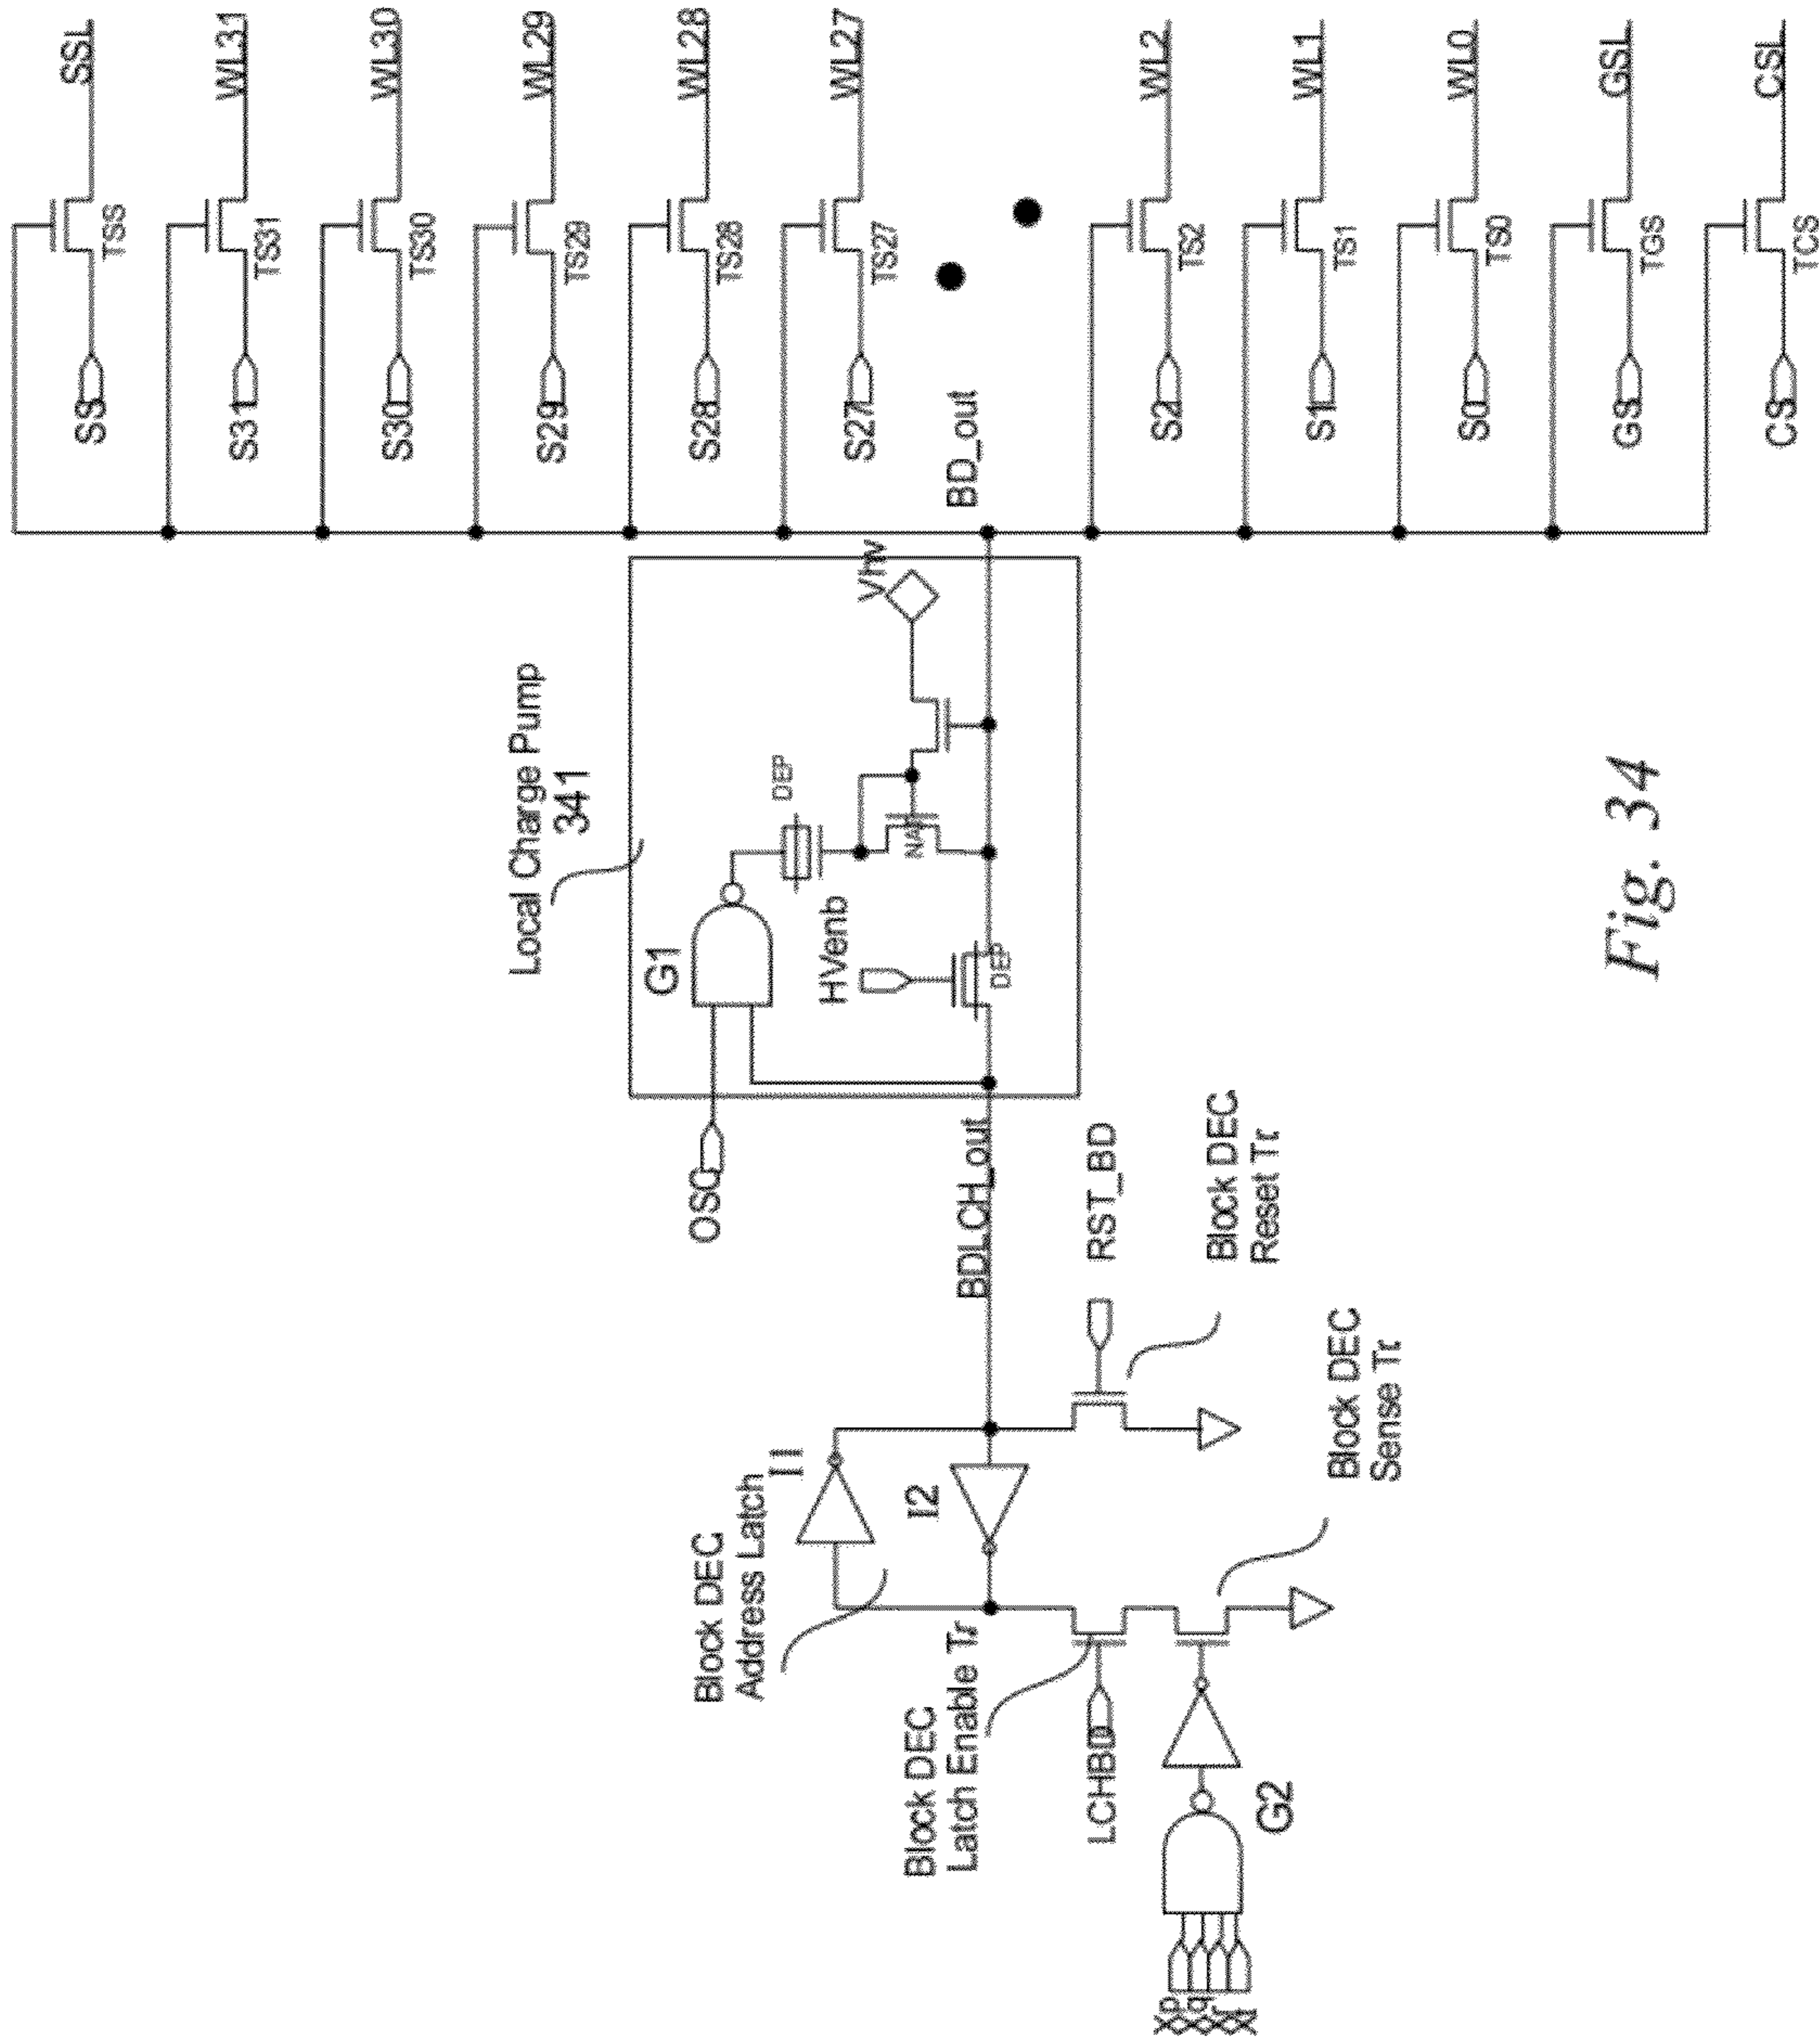 SSL
WL31
WL30
WL29
WL28
WL27
WL2
WL1
WL0
GSL
CSL
TSS
TS31
TS30
TS29
TS28
TS27
TS2
TS1
TS0
TGS
TCS
SS
S31
S30
S29
S28
S27
S2
S1
S0
GS
CS
BD_out
Local Charge Pump
341
Vhv
DEP
G1
HVenb
DEP
OSC
BDLCH_out
RST_BD
Block DEC
Reset Tr.
Block DEC
Sense Tr.
Block DEC
Address Latch
I1
I2
Block DEC
Latch Enable Tr
LCHBD
G2
Xp
Xq
Fig. 34